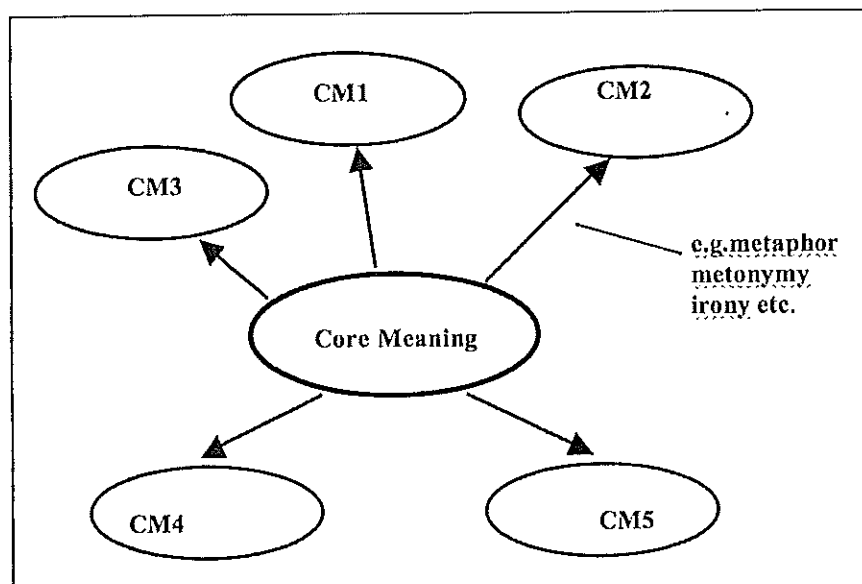 CM1
CM2
CM3
e.g.metaphor
metonymy
irony etc.
Core Meaning
CM4
CM5